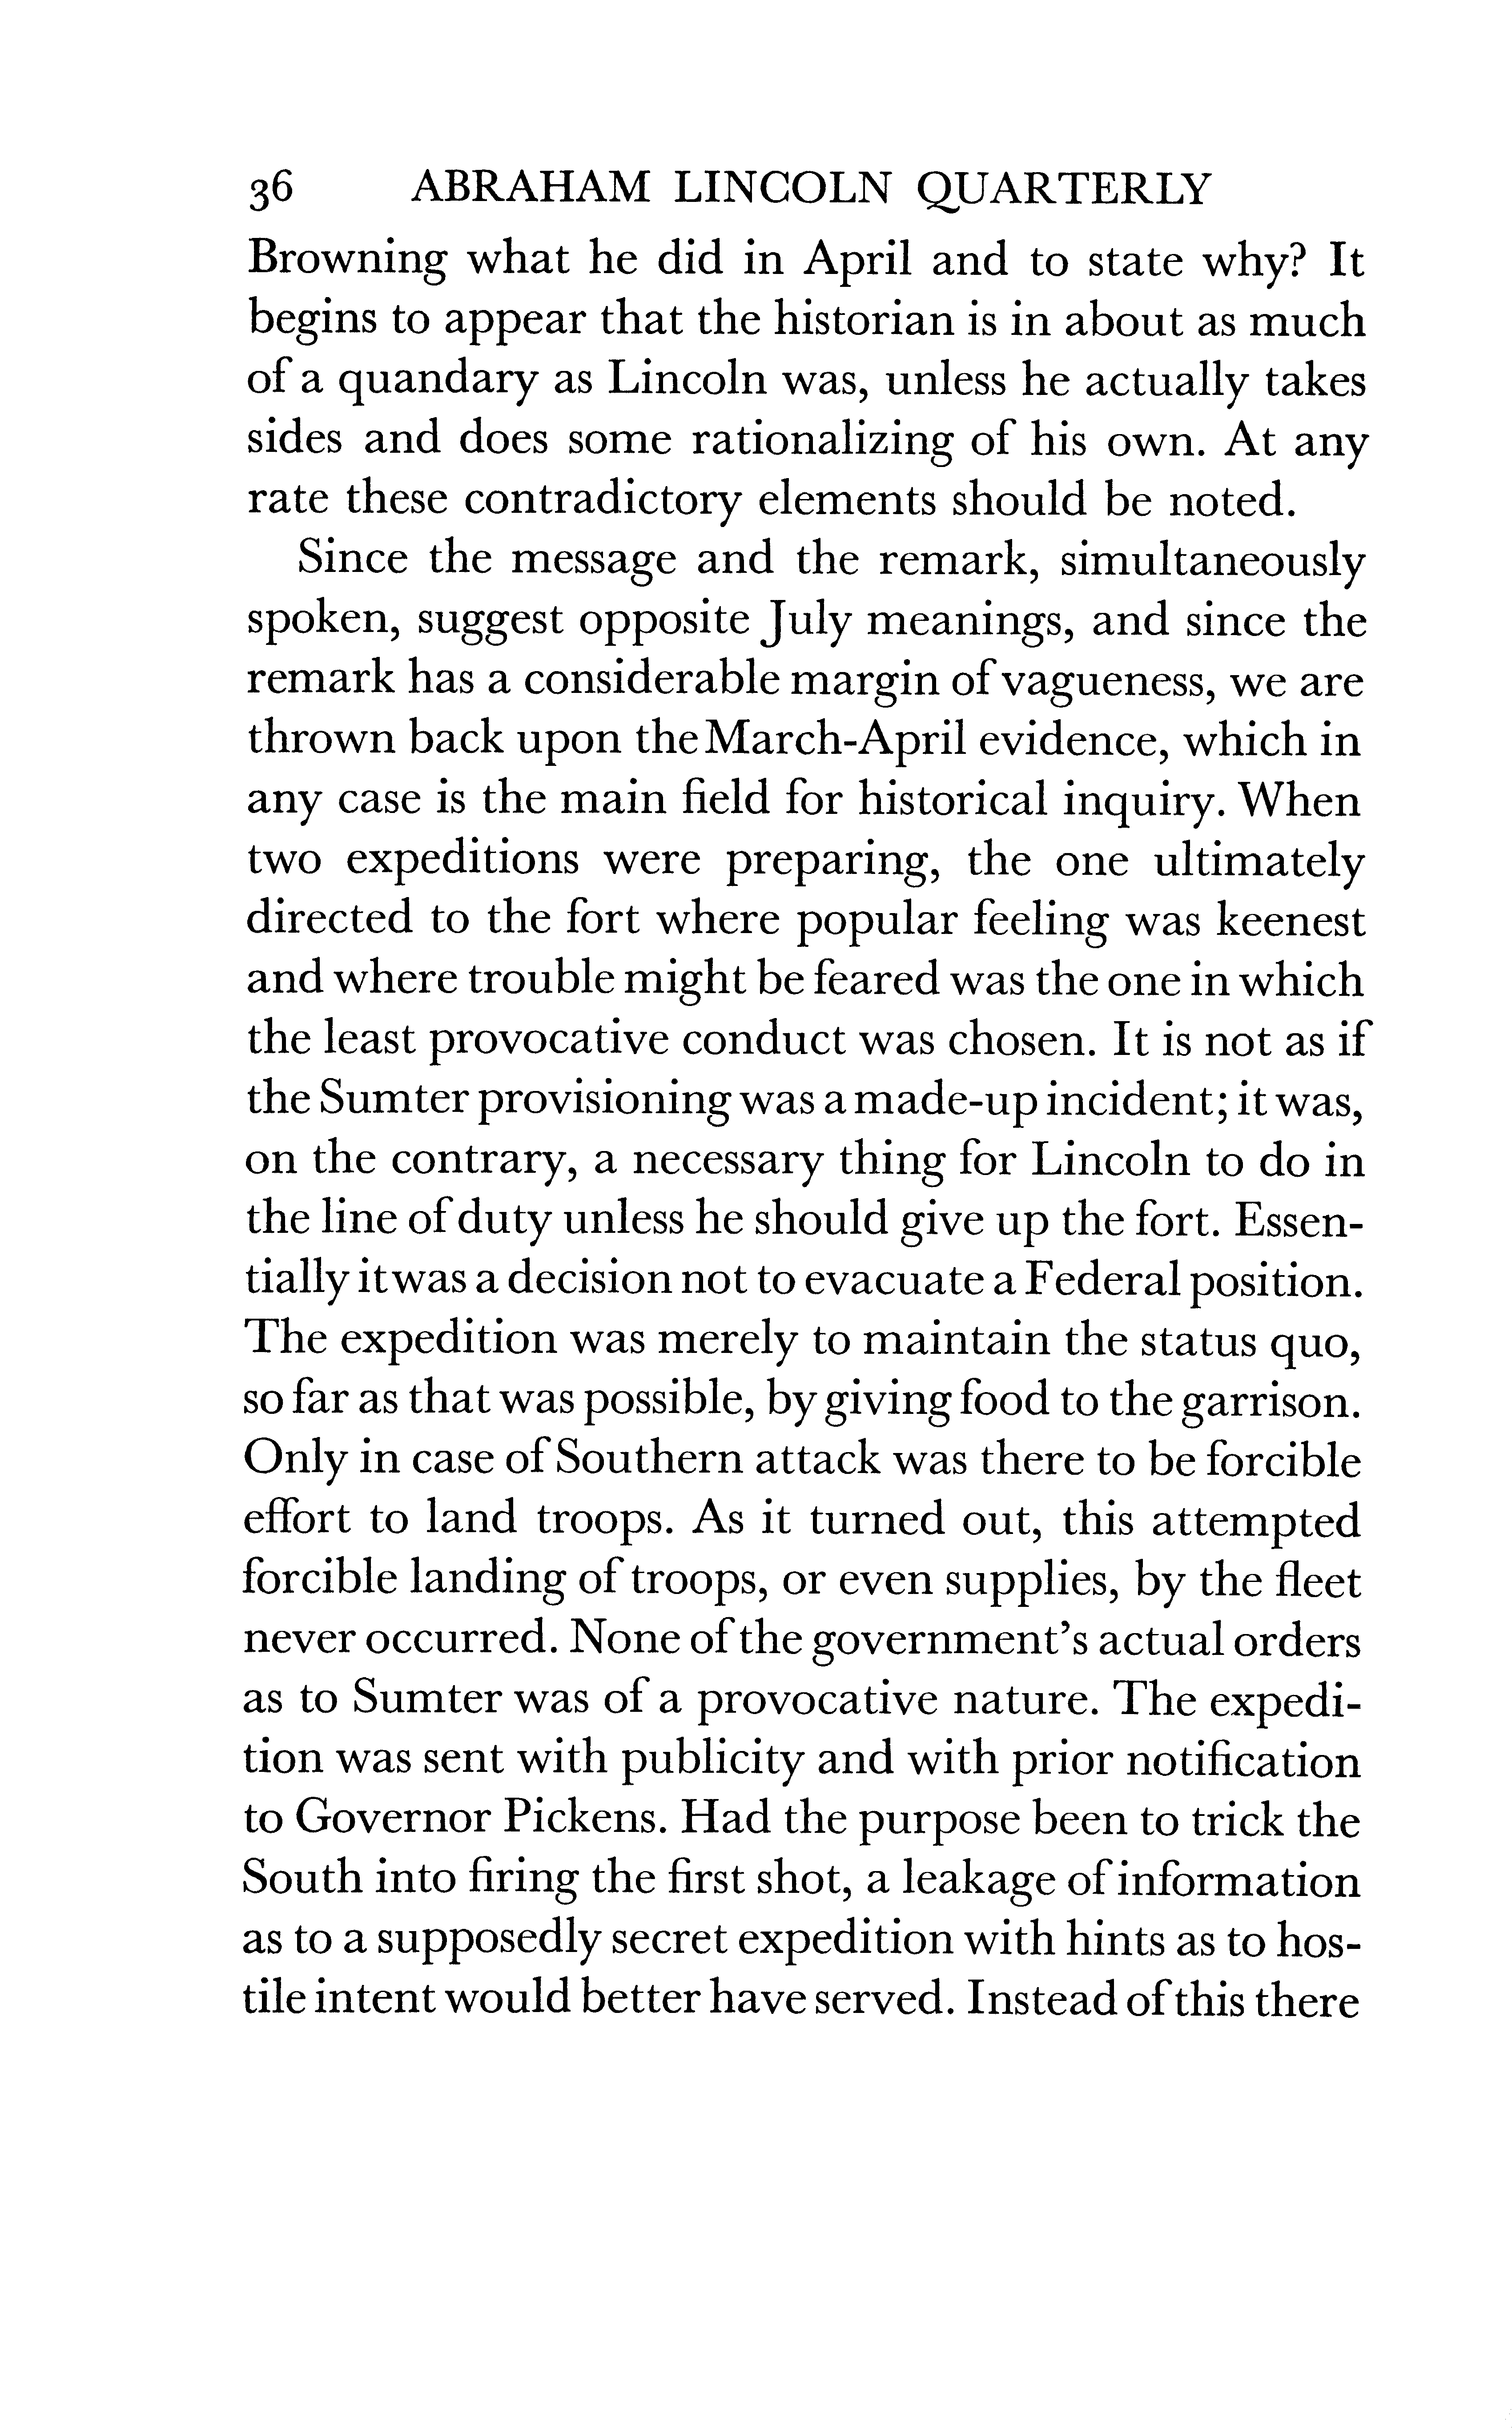 36 ABRAHAM LINCOLN QUARTERLY
Browning what he did in April and to state why? It
begins to appear that the historian is in about as much
of a quandary as Lincoln was, unless he actually takes
sides and does some rationalizing of his own. At any
rate these contradictory elements should be noted.
Since the message and the remark, simultaneously
spoken, suggest opposite July meanings, and since the
remark has a considerable margin of vagueness, we are
thrown back upon the March-April evidence, which in
any case is the main field for historical inquiry. When
two expeditions were preparing, the one ultimately
directed to the fort where popular feeling was keenest
and where trouble might be feared was the one in which
the least provocative conduct was chosen. It is not as if
the Sumter provisioning was a made-up incident; it was,
on the contrary, a necessary thing for Lincoln to do in
the line of duty unless he should give up the fort. Essen-
tially it was a decision not to evacuate a Federal position.
The expedition was merely to maintain the status quo,
so far as that was possible, by giving food to the garrison.
Only in case of Southern attack was there to be forcible
effort to land troops. As it turned out, this attempted
forcible landing of troops, or even supplies, by the fleet
never occurred. None of the government's actual orders
as to Sumter was of a provocative nature. The expedi-
tion was sent with publicity and with prior notification
to Governor Pickens. Had the purpose been to trick the
South into firing the first shot, a leakage of information
as to a supposedly secret expedition with hints as to hos-
tile intent would better have served. Instead of this there